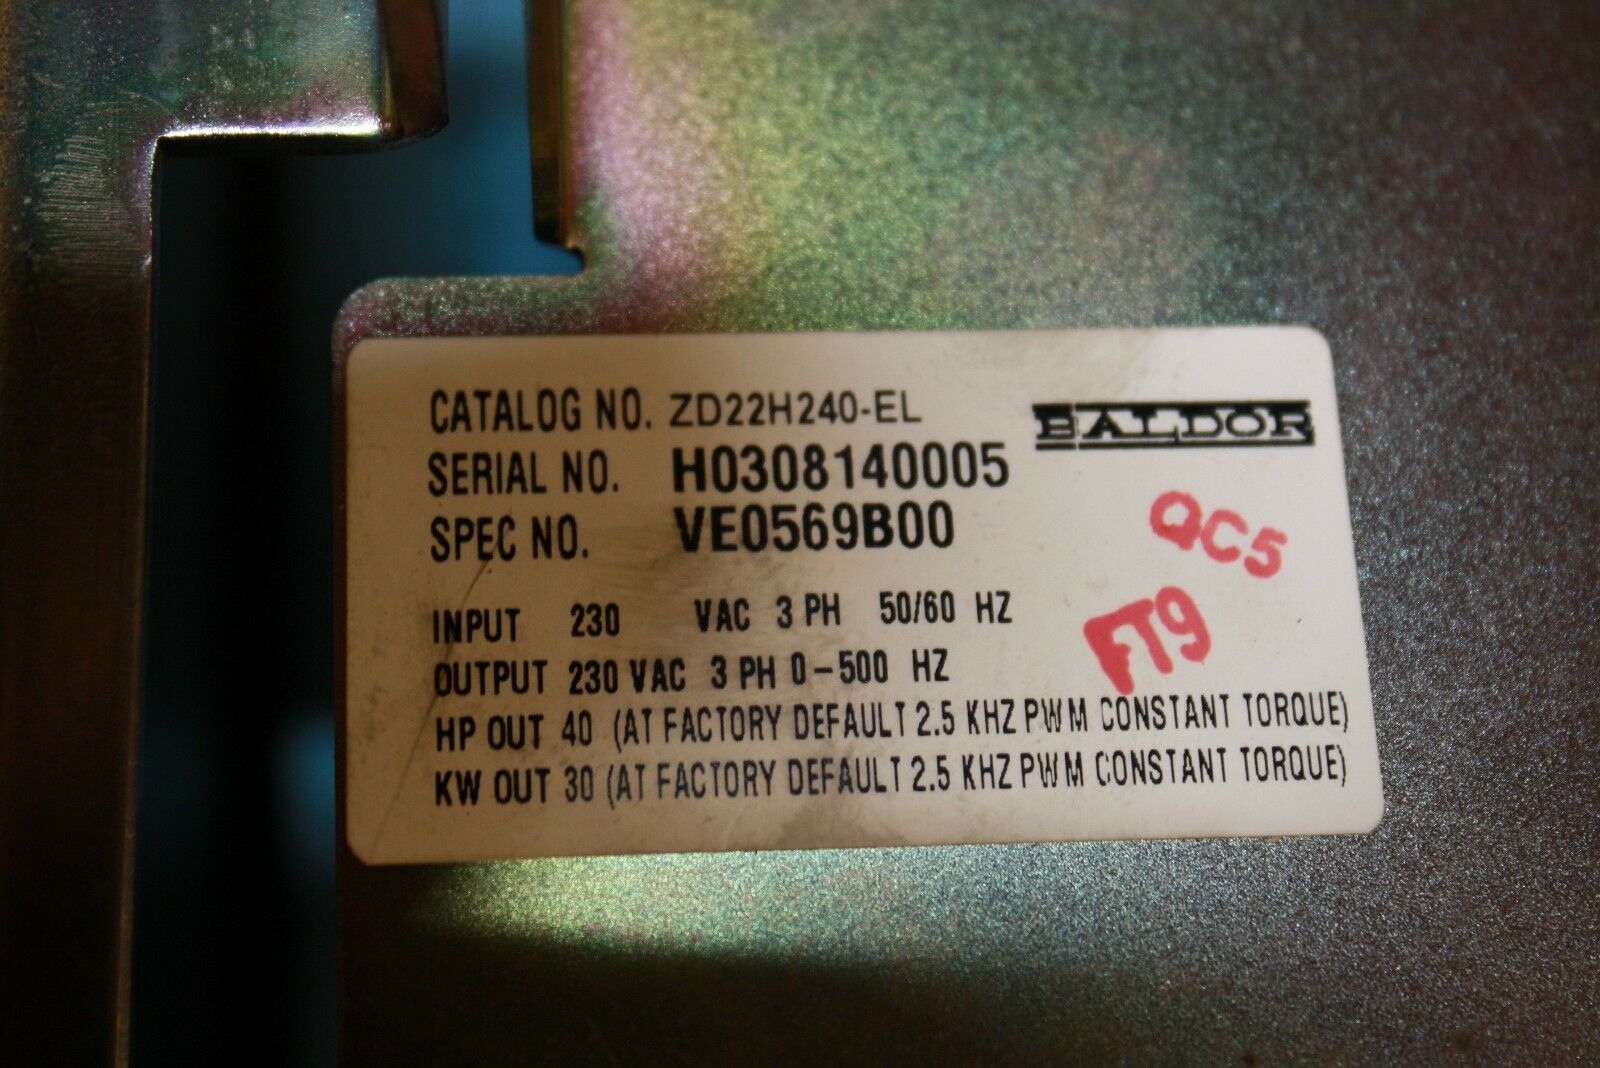 CATALOG NO. ZD22H240-EL
BALDOR
SERIAL NO. H0308140005
SPEC NO. VE0569B00
QC5
INPUT 230 VAC 3 PH 50/60 HZ
FT9
OUTPUT 230 VAC 3 PH 0-500 HZ
HP OUT 40 (AT FACTORY DEFAULT 2.5 KHZ PWM CONSTANT TORQUE)
KW OUT 30 (AT FACTORY DEFAULT 2.5 KHZ PWM CONSTANT TORQUE)